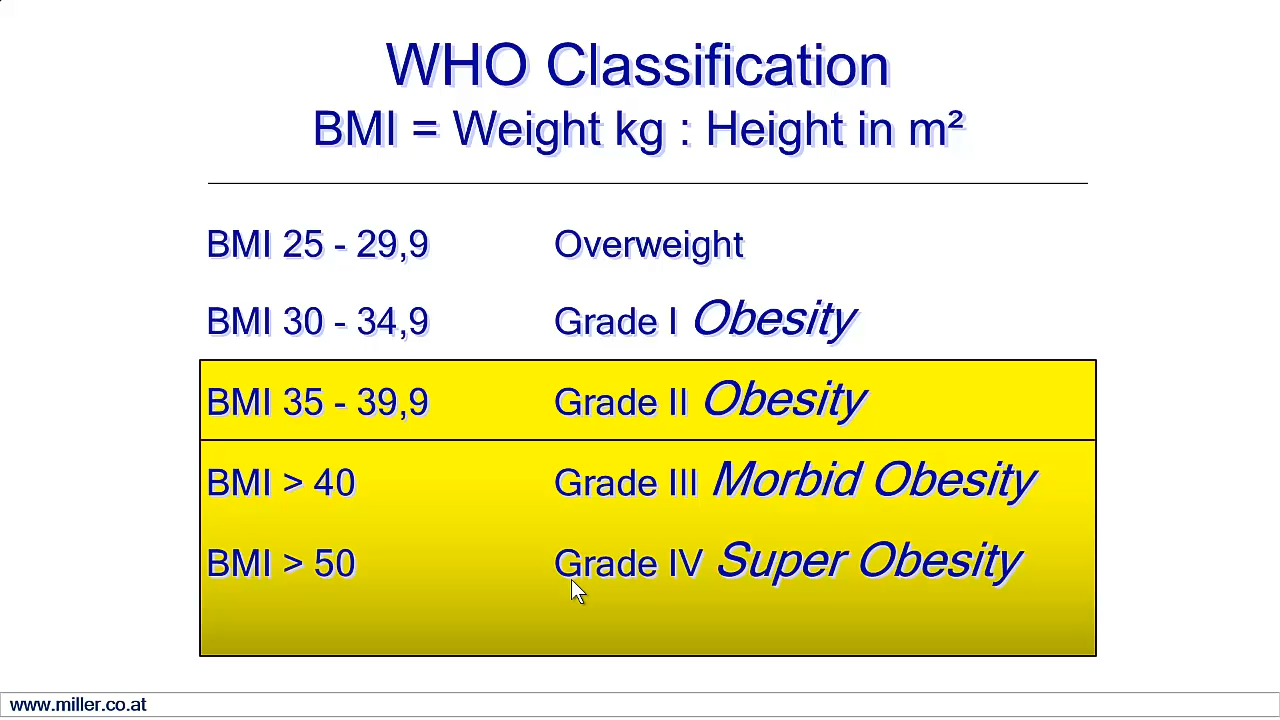 WHO Classification
BMI = Weight kg : Height in m²
BMI 25 - 29,9 Overweight
BMI 30 - 34,9 Grade I Obesity
BMI 35 - 39,9 Grade II Obesity
BMI > 40 Grade III Morbid Obesity
BMI > 50 Grade IV Super Obesity
www.miller.co.at